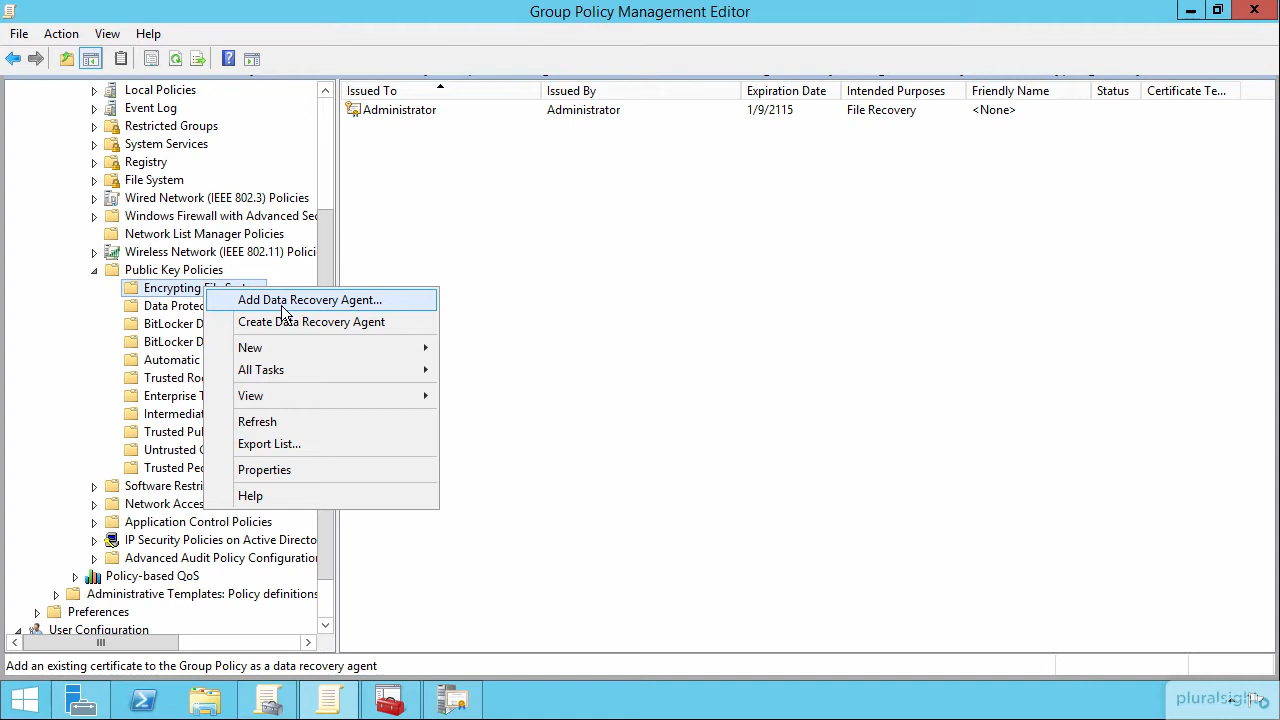 Group Policy Management Editor
File Action View Help
Issued To Issued By Expiration Date Intended Purposes Friendly Name Status Certificate Te...
Administrator Administrator 1/9/2115 File Recovery <None>
Local Policies
Event Log
Restricted Groups
System Services
Registry
File System
Wired Network (IEEE 802.3) Policies
Windows Firewall with Advanced Sec
Network List Manager Policies
Wireless Network (IEEE 802.11) Polici
Public Key Policies
Encrypting
Data Protec
BitLocker D
BitLocker D
Automatic
Trusted Roo
Enterprise T
Intermediat
Trusted Pu
Untrusted C
Trusted Peo
Software Restri
Network Acces
Application Control Policies
IP Security Policies on Active Directo
Advanced Audit Policy Configuration
Policy-based QoS
Administrative Templates: Policy definitions
Preferences
User Configuration
Add Data Recovery Agent...
Create Data Recovery Agent
New
All Tasks
View
Refresh
Export List...
Properties
Help
Add an existing certificate to the Group Policy as a data recovery agent
pluralsight